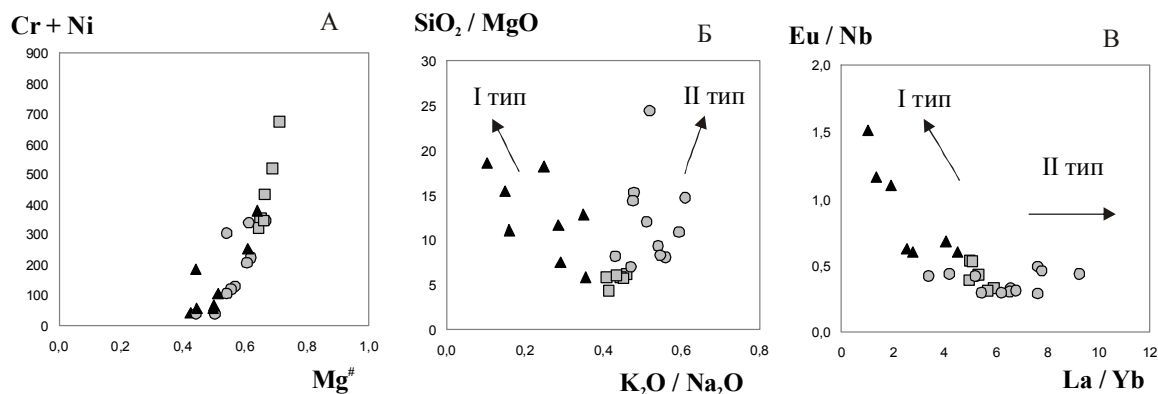 Cr + Ni
А
900
800
700
600
500
400
300
200
100
0
0,0 0,2 0,4 0,6 0,8 1,0
Mg#
SiO2 / MgO
Б
30
25
20
15
10
5
0
I тип
II тип
0,0 0,2 0,4 0,6 0,8
K2O / Na2O
Eu / Nb
В
2,0
1,5
1,0
0,5
0,0
I тип
II тип
0 2 4 6 8 10 12
La / Yb